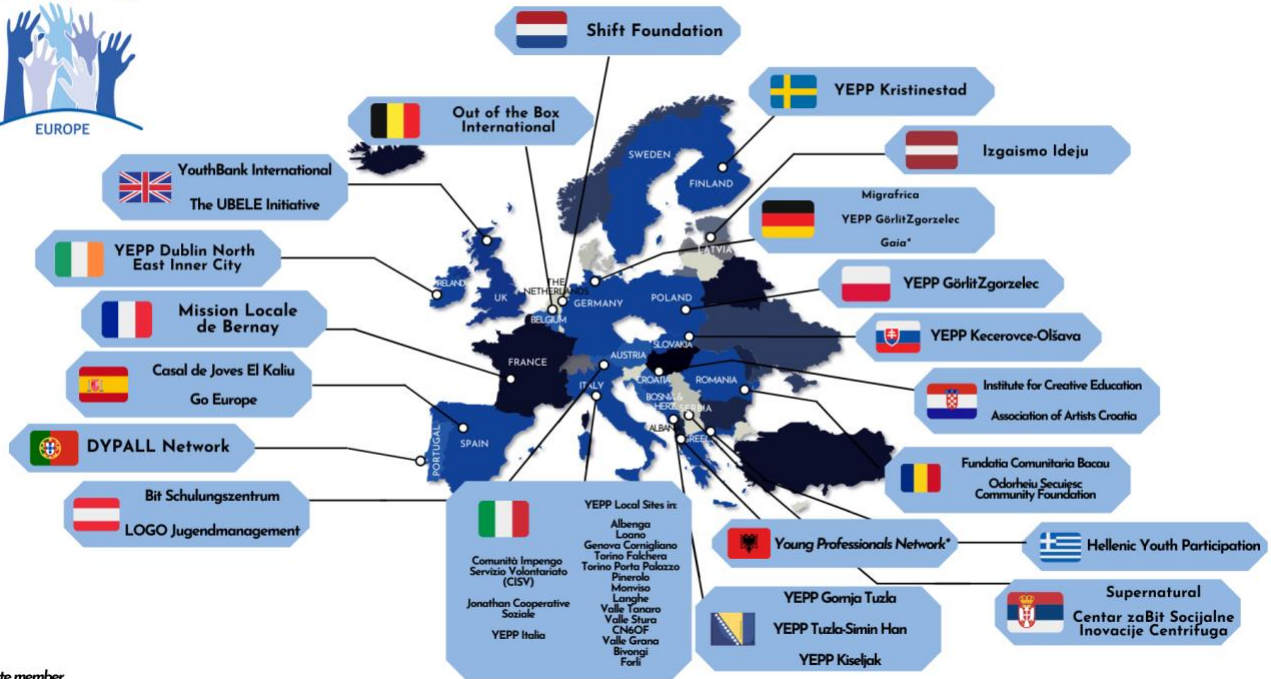 EUROPE
Shift Foundation
Out of the Box
International
YEPP Kristinestad
Izgaismo Ideju
YouthBank International
The UBELE Initiative
Migrafrica
YEPP GörlitZgorzelec
Gaia*
YEPP Dublin North
East Inner City
YEPP GörlitZgorzelec
Mission Locale
de Bernay
YEPP Kecerovce-Olšava
Casal de Joves El Kaliu
Go Europe
Institute for Creative Education
Association of Artists Croatia
DYPALL Network
Fundatia Comunitaria Bacau
Odorheiu Secuiesc
Community Foundation
Bit Schulungszentrum
LOGO Jugendmanagement
SWEDEN
FINLAND
LATVIA
IRELAND
UK
THE
NETHERLANDS
BELGIUM
GERMANY
POLAND
SLOVAKIA
FRANCE
AUSTRIA
ITALY
CROATIA
ROMANIA
BOSNIA &
HERZ
SERBIA
ALBAN
GREECE
PORTUGAL
SPAIN
Comunità Impengo
Servizio Volontariato
(CISV)
Jonathan Cooperative
Soziale
YEPP Italia
YEPP Local Sites in:
Albenga
Loano
Genova Cornigliano
Torino Falchera
Torino Porta Palazzo
Pinerolo
Monviso
Langhe
Valle Tanaro
Valle Stura
CN6OF
Valle Grana
Bivongi
Forlì
Young Professionals Network*
Hellenic Youth Participation
YEPP Gornja Tuzla
YEPP Tuzla-Simin Han
YEPP Kiseljak
Supernatural
Centar zaBit Socijalne
Inovacije Centrifuga
member